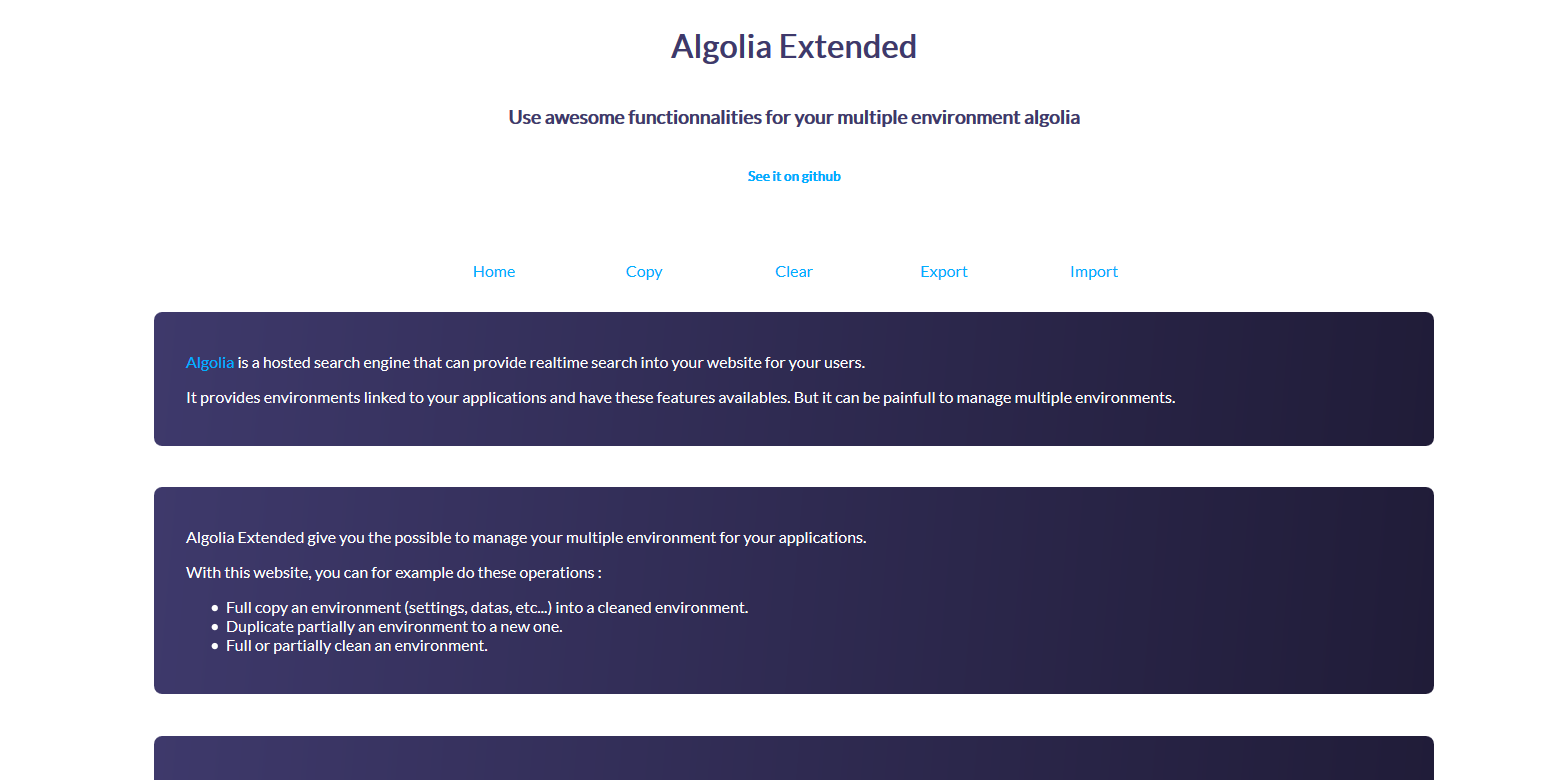 Algolia Extended
Use awesome functionnalities for your multiple environment algolia
See it on github
Home Copy Clear Export Import
Algolia is a hosted search engine that can provide realtime search into your website for your users.
It provides environments linked to your applications and have these features availables. But it can be painfull to manage multiple environments.
Algolia Extended give you the possible to manage your multiple environment for your applications.
With this website, you can for example do these operations :
• Full copy an environment (settings, datas, etc...) into a cleaned environment.
• Duplicate partially an environment to a new one.
• Full or partially clean an environment.